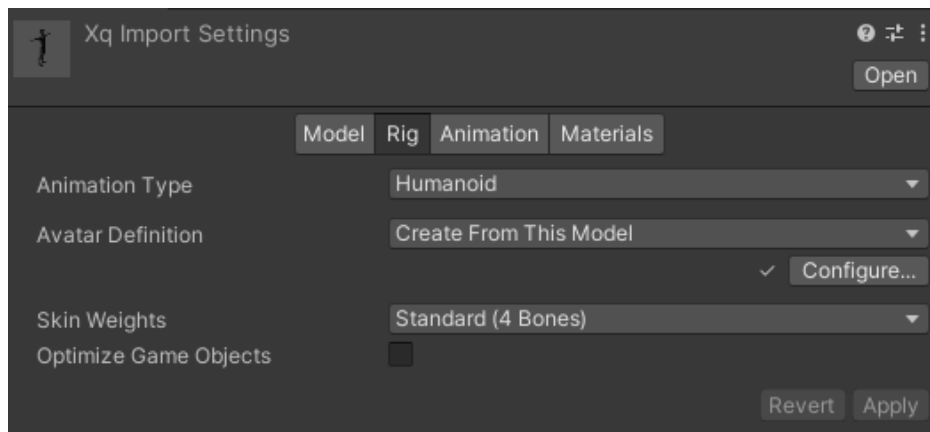 Xq Import Settings
Open
Model Rig Animation Materials
Animation Type Humanoid
Avatar Definition Create From This Model
Configure...
Skin Weights Standard (4 Bones)
Optimize Game Objects
Revert Apply